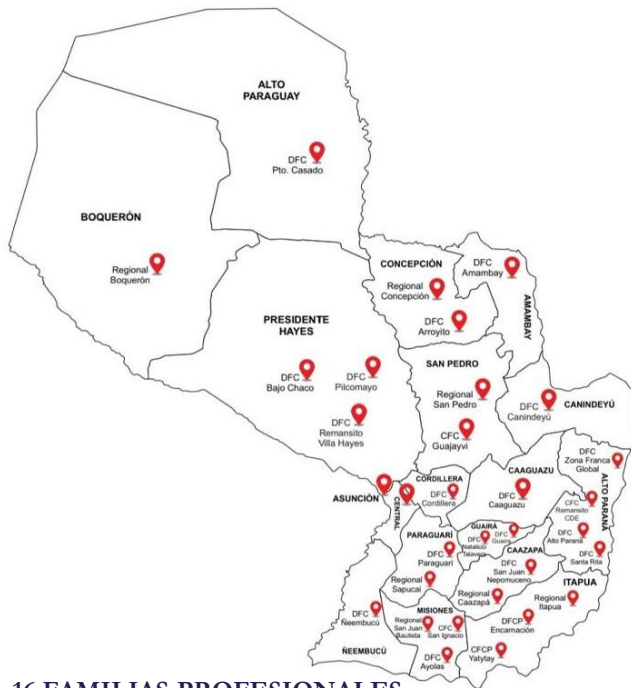 ALTO
PARAGUAY
DFC
Pto. Casado
BOQUERÓN
Regional
Boquerón
CONCEPCIÓN
Regional
Concepción
DFC
Arroyito
DFC
Amambay
AMAMBAY
PRESIDENTE
HAYES
DFC
Bajo Chaco
DFC
Pilcomayo
DFC
Remansito
Villa Hayes
SAN PEDRO
Regional
San Pedro
CFC
Guajayvi
DFC
Canindeyú
CANINDEYÚ
ASUNCIÓN
CENTRAL
CORDILLERA
DFC
Cordillera
CAAGUAZU
DFC
Caaguazu
DFC
Zona Franca
Global
ALTO PARANÁ
CFC
Remansito
CDE
DFC
Alto Paraná
DFC
Santa Rita
GUAIRÁ
DFC
Natalicio
Talavera
DFC
Guaira
PARAGUARÍ
DFC
Paraguari
Regional
Sapucai
CAAZAPA
DFC
San Juan
Nepomuceno
Regional
Caazapá
ITAPUA
Regional
Itapua
DFCP
Encarnación
CFCP
Yatytay
MISIONES
Regional
San Juan
Bautista
CFC
San Ignacio
DFC
Ayolas
DFC
Ñeembucú
ÑEEMBUCÚ
16 FAMILIAS PROFESIONALES